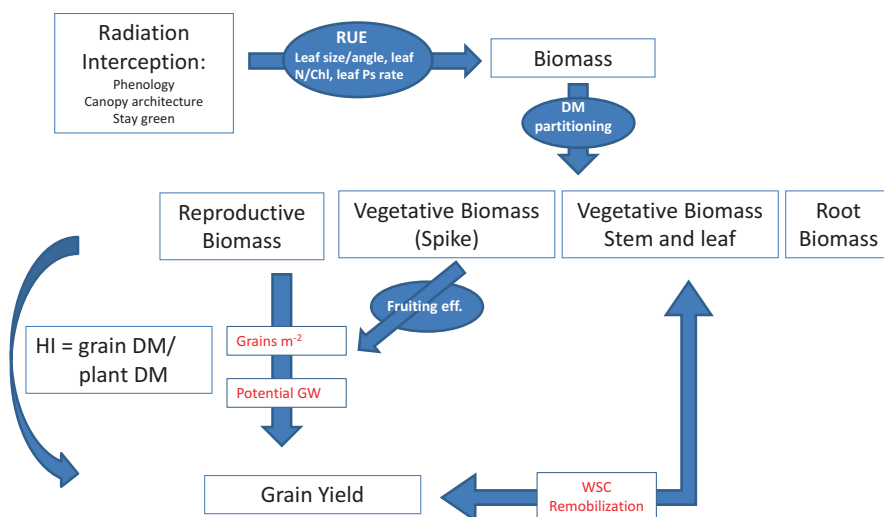 Radiation
Interception:
Phenology
Canopy architecture
Stay green
RUE
Leaf size/angle, leaf
N/Chl, leaf Ps rate
Biomass
DM
partitioning
Reproductive
Biomass
Vegetative Biomass
(Spike)
Vegetative Biomass
Stem and leaf
Root
Biomass
Fruiting eff.
HI = grain DM/
plant DM
Grains m⁻²
Potential GW
Grain Yield
WSC
Remobilization